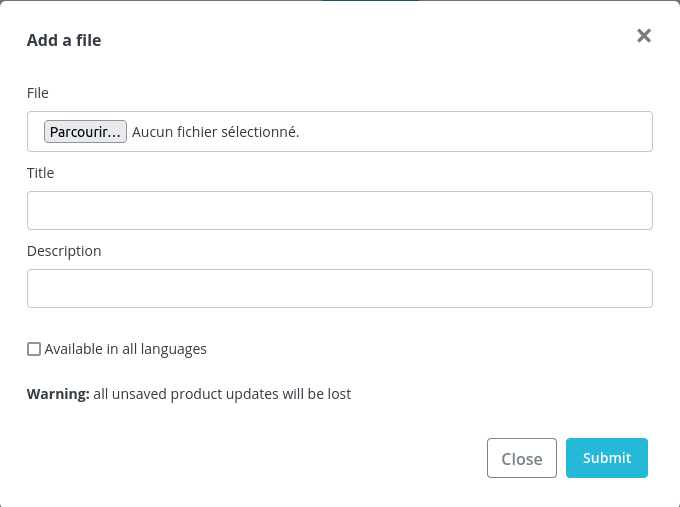 Add a file
File
Parcourir... Aucun fichier sélectionné.
Title
Description
Available in all languages
Warning: all unsaved product updates will be lost
Close Submit